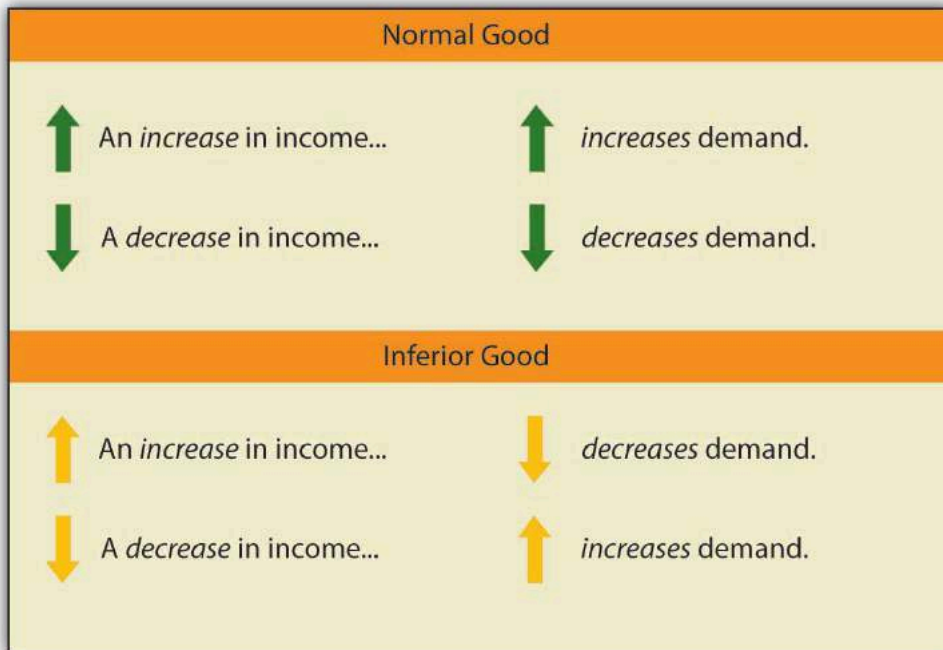 Normal Good
An increase in income... increases demand.
A decrease in income... decreases demand.
Inferior Good
An increase in income... decreases demand.
A decrease in income... increases demand.